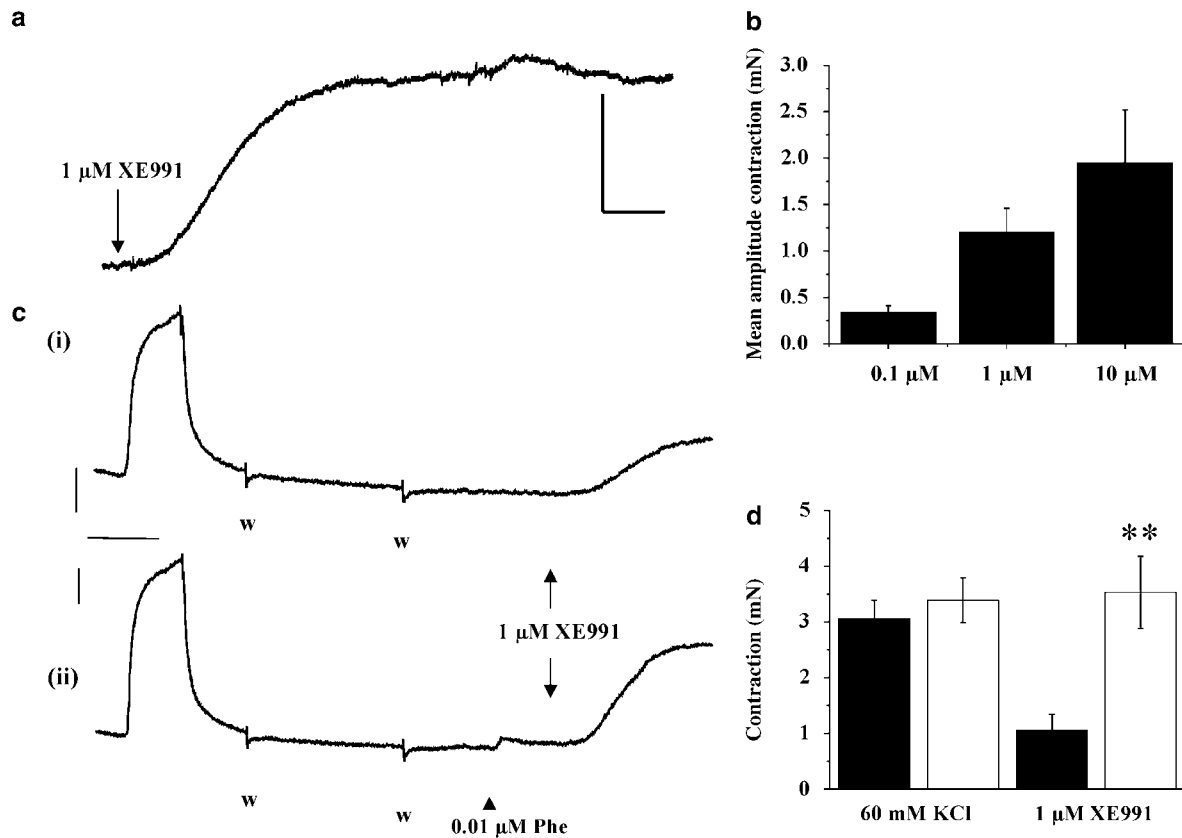 a
1 μM XE991
b
Mean amplitude contraction (mN)
3.0
2.5
2.0
1.5
1.0
0.5
0.0
0.1 μM 1 μM 10 μM
c
(i)
w w
1 μM XE991
(ii)
w w
0.01 μM Phe
d
Contraction (mN)
5
4
3
2
1
0
**
60 mM KCl 1 μM XE991